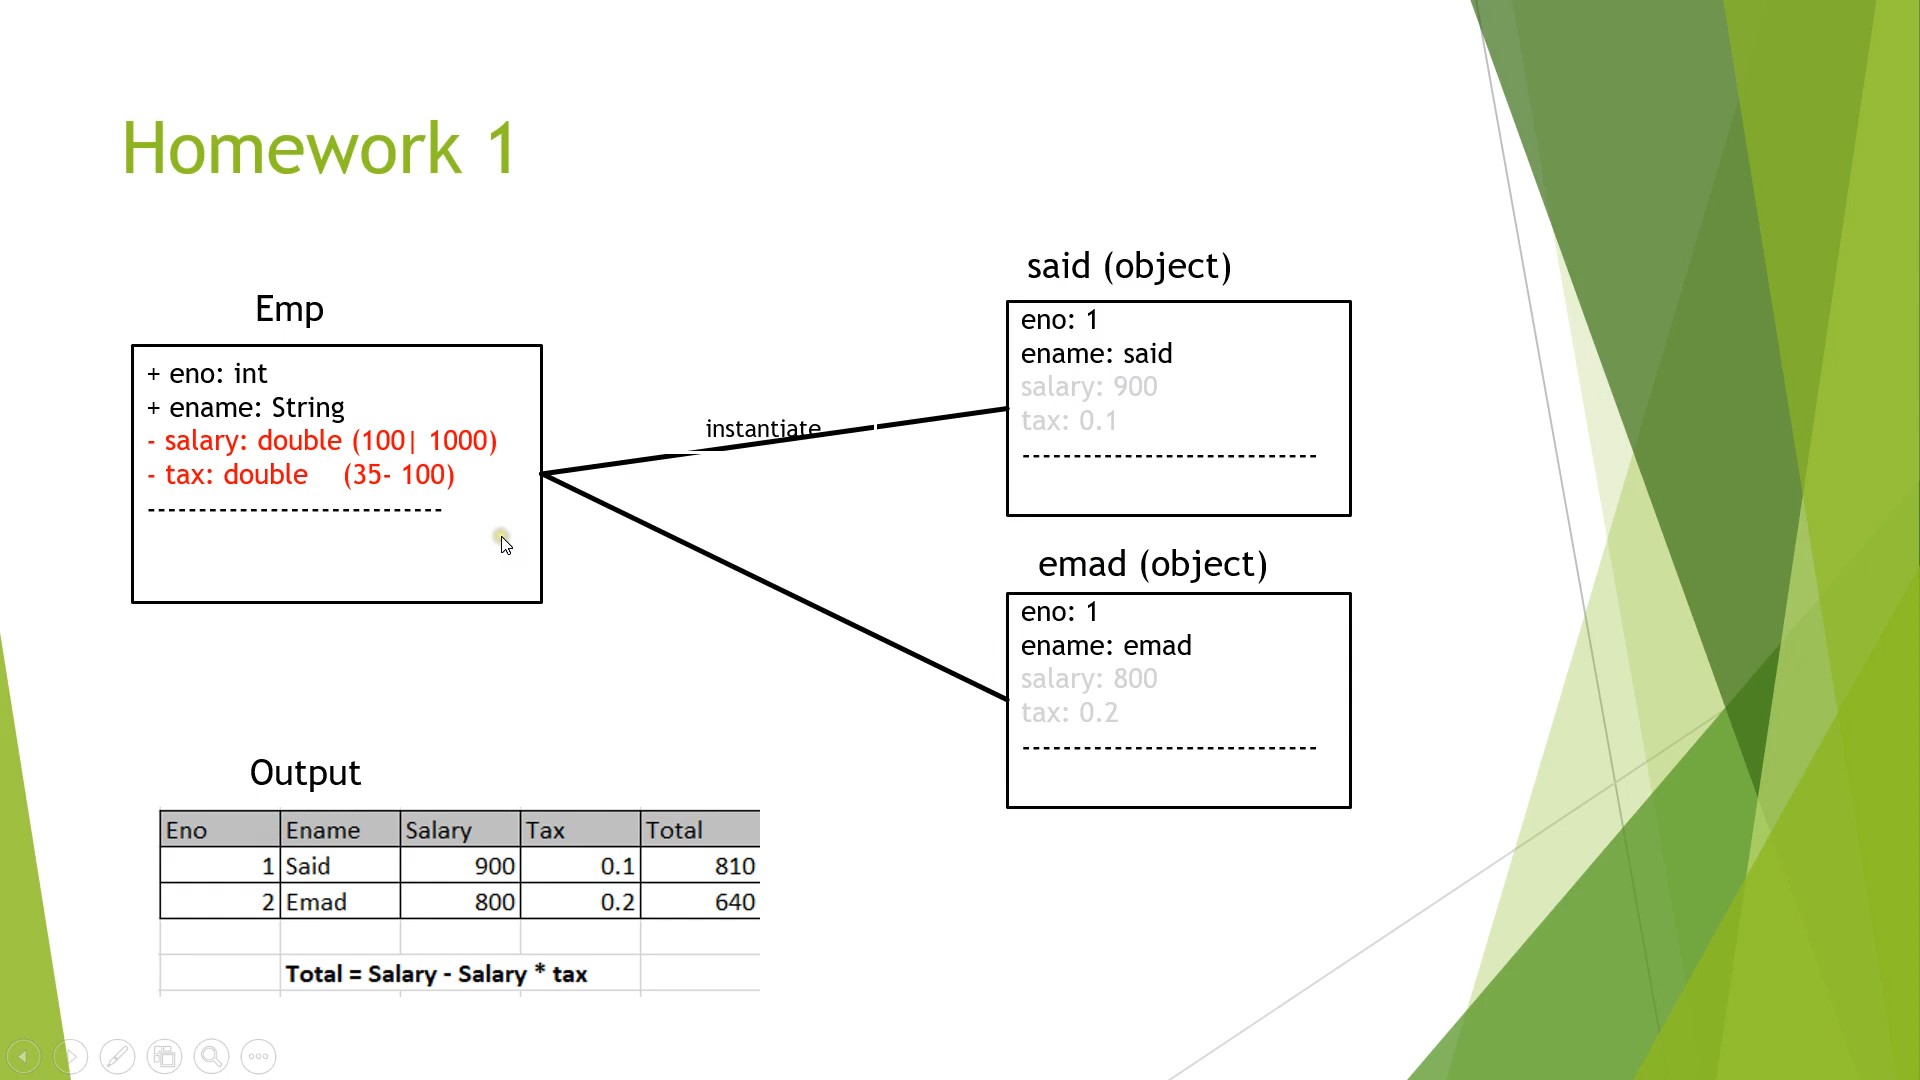 Homework 1
Emp
+ eno: int
+ ename: String
- salary: double (100| 1000)
- tax: double (35- 100)
-----------------------------
instantiate
said (object)
eno: 1
ename: said
salary: 900
tax: 0.1
-----------------------------
emad (object)
eno: 1
ename: emad
salary: 800
tax: 0.2
-----------------------------
Output
Eno Ename Salary Tax Total
1 Said 900 0.1 810
2 Emad 800 0.2 640
Total = Salary - Salary * tax